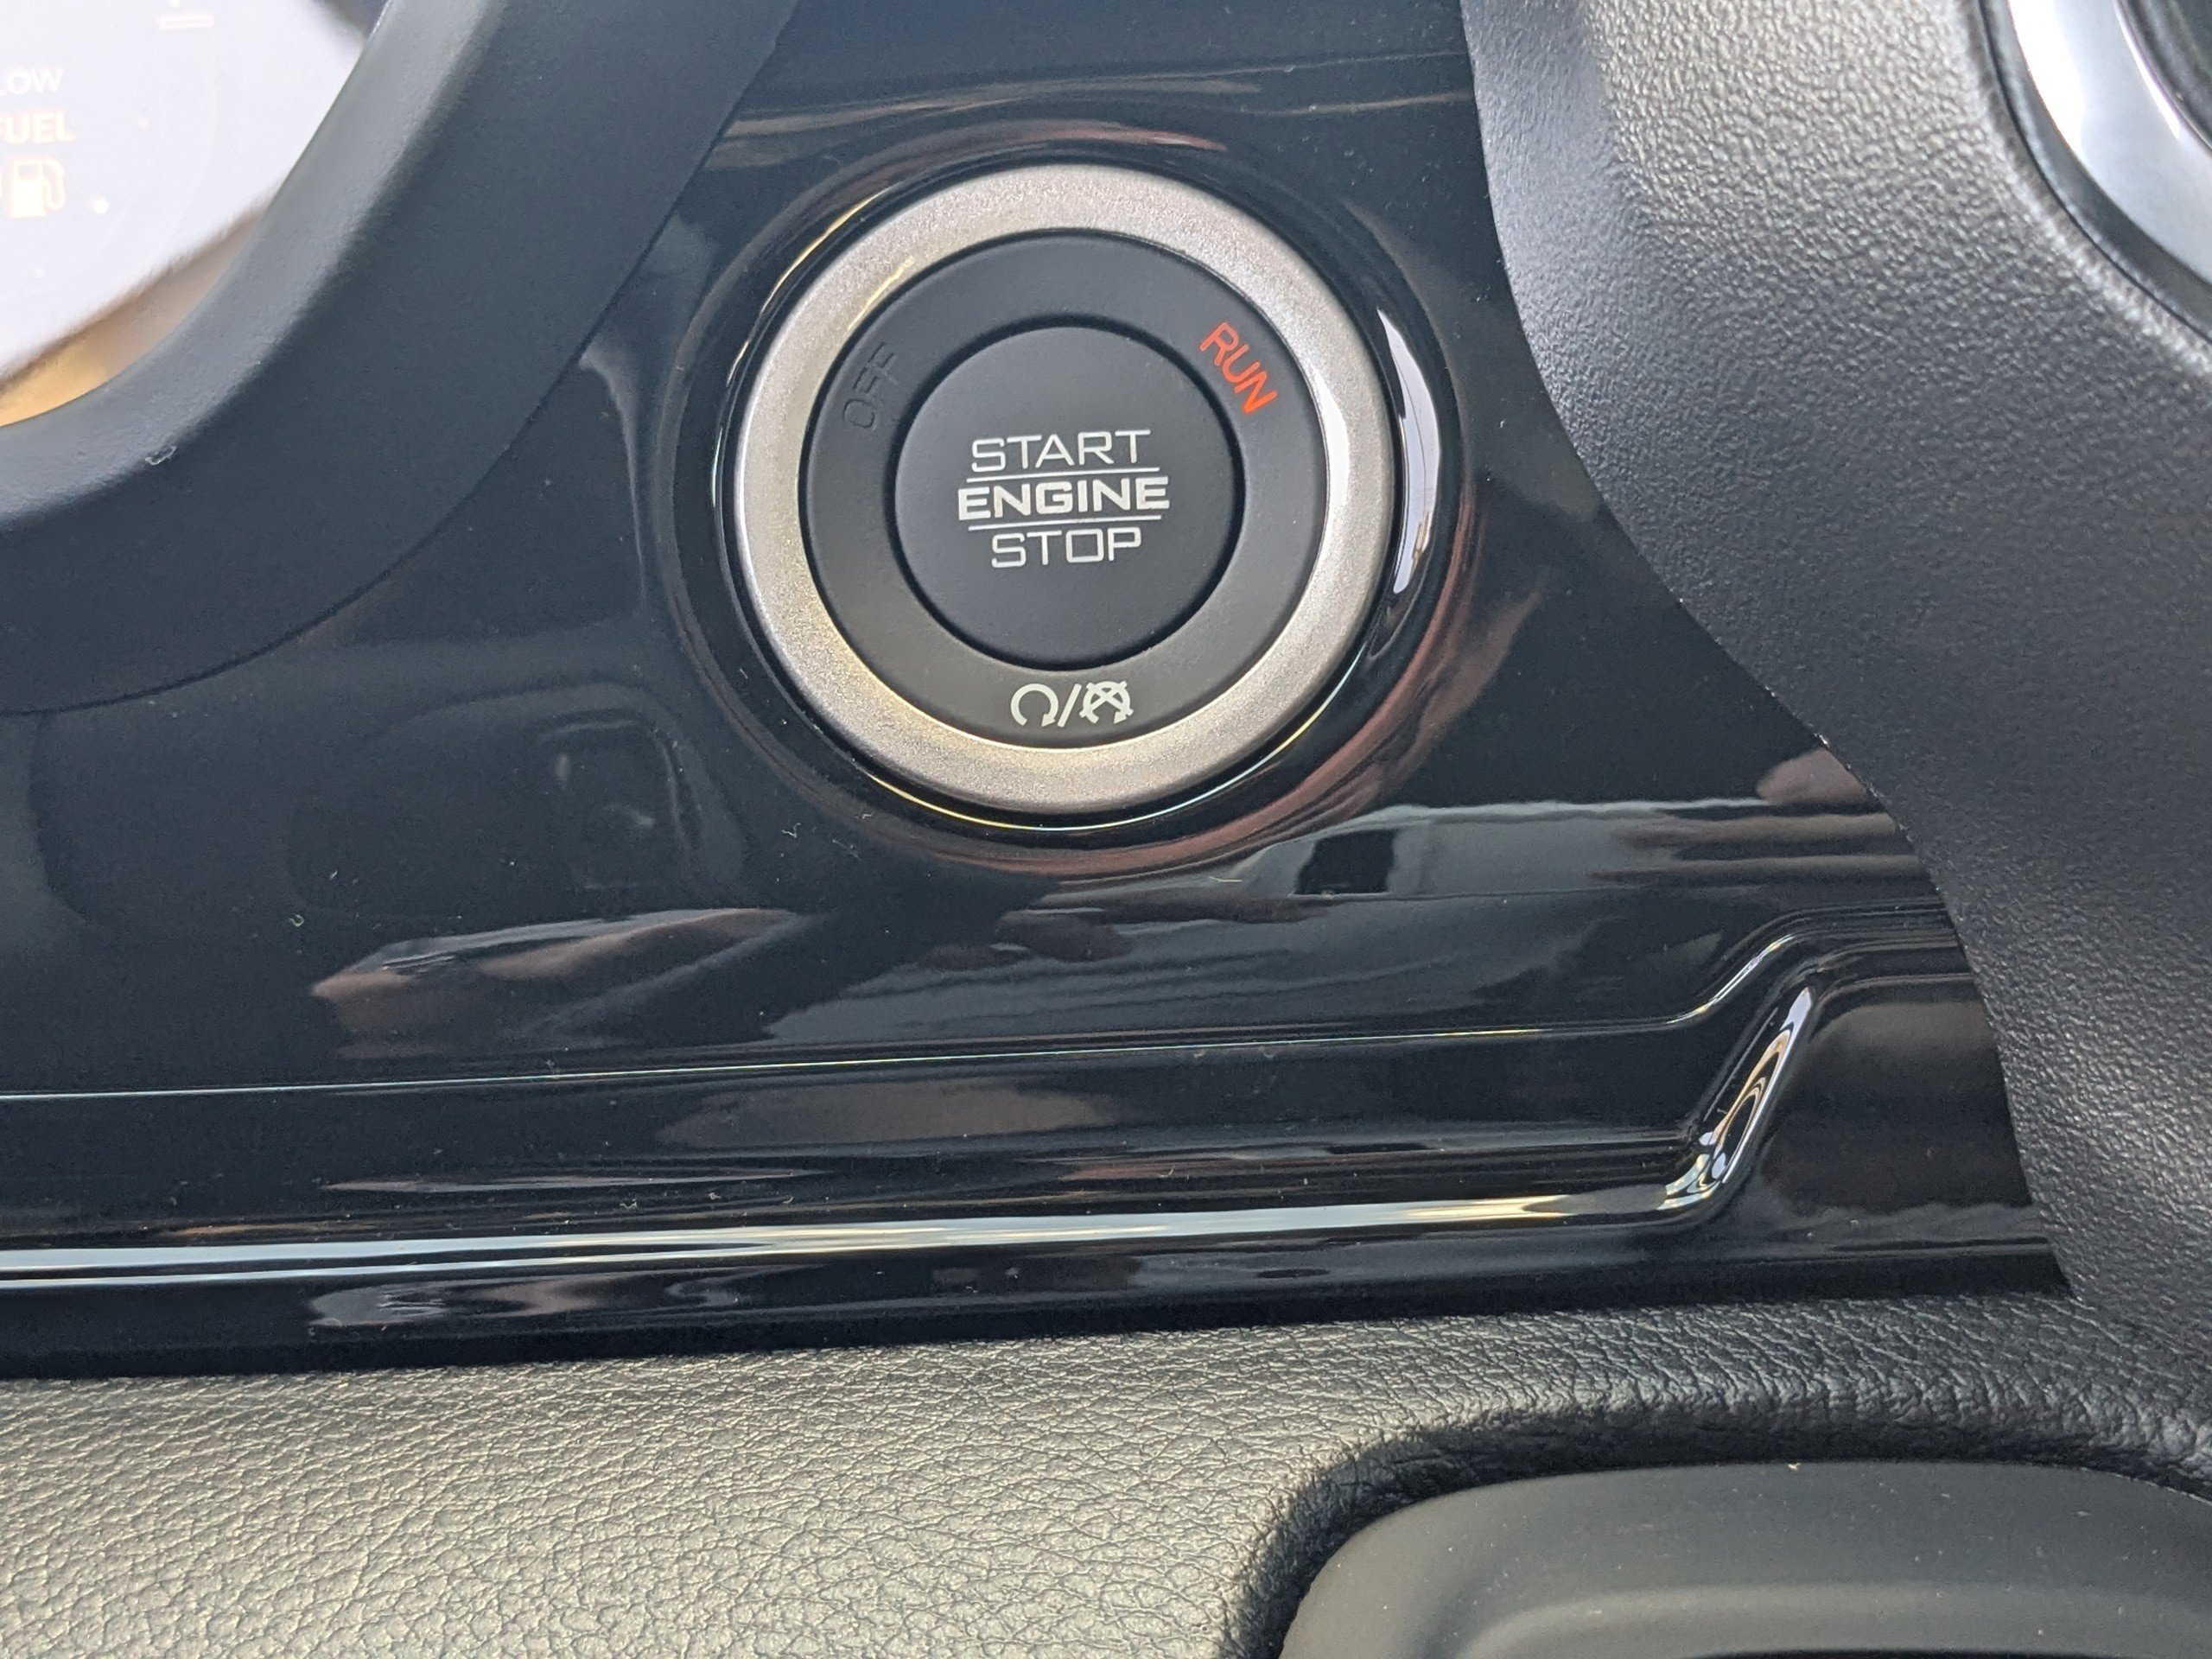 LOW
FUEL
OFF
RUN
START
ENGINE
STOP